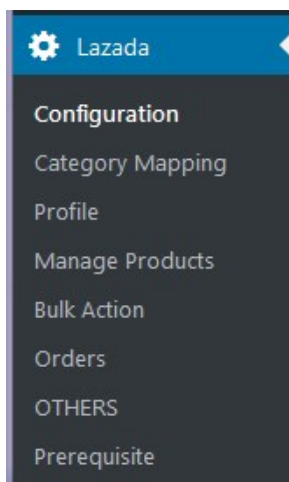 Lazada
Configuration
Category Mapping
Profile
Manage Products
Bulk Action
Orders
OTHERS
Prerequisite